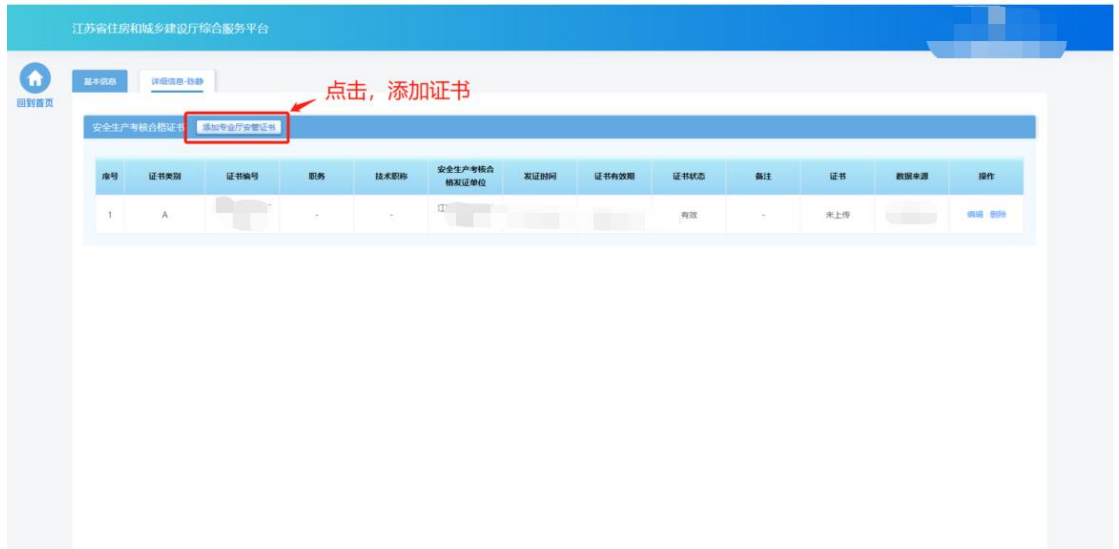 江苏省住房和城乡建设厅综合服务平台
回到首页
基本信息 详细信息-
点击，添加证书
安全生产考核合格证书 添加专业厅安管证书
序号 证书类别 证书编号 职务 技术职称 安全生产考核合格发证单位 发证时间 证书有效期 证书状态 备注 证书 数据来源 操作
1 A - - 有效 - 未上传 编辑 删除